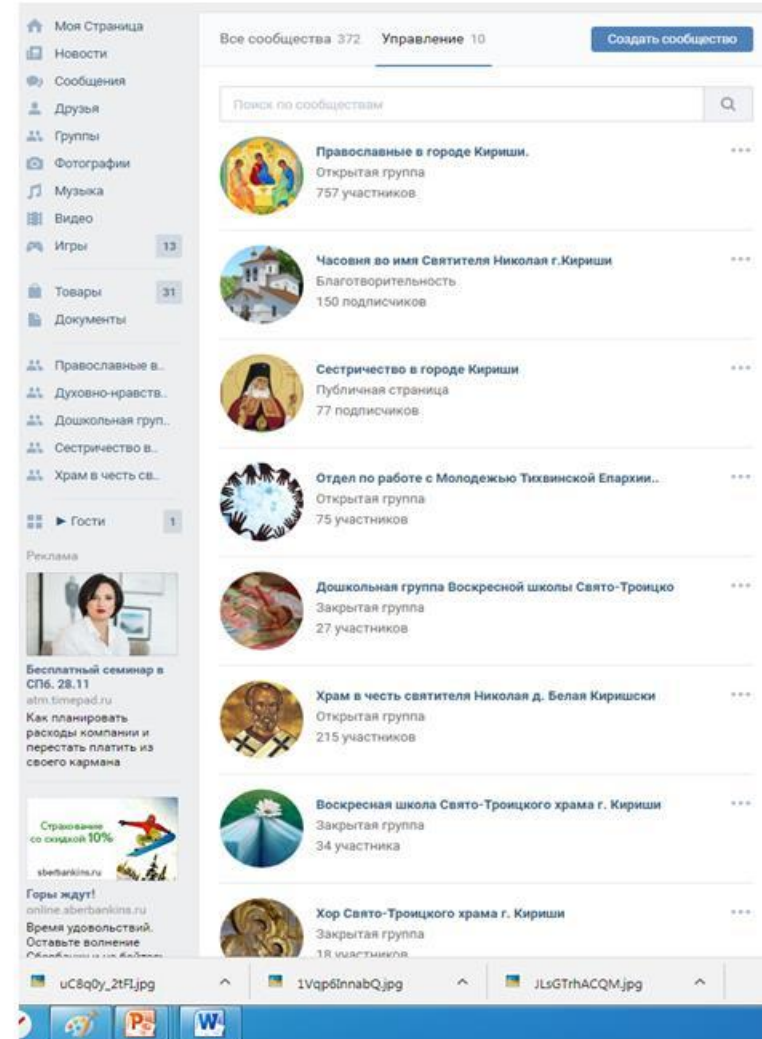 Моя Страница
Новости
Сообщения
Друзья
Группы
Фотографии
Музыка
Видео
Игры 13
Товары 31
Документы
Православные в..
Духовно-нравств..
Дошкольная груп..
Сестричество в..
Храм в честь св..
► Гости 1
Реклама
Бесплатный семинар в
СПб. 28.11
atm.timepad.ru
Как планировать
расходы компании и
перестать платить из
своего кармана
Страхование
со скидкой 10%
sberbankins.ru
Горы ждут!
online.sberbankins.ru
Время удовольствий.
Оставьте волнение
Сбербанку и не бойтесь
Все сообщества 372 Управление 10 Создать сообщество
Поиск по сообществам
Православные в городе Кириши.
Открытая группа
757 участников
Часовня во имя Святителя Николая г.Кириши
Благотворительность
150 подписчиков
Сестричество в городе Кириши
Публичная страница
77 подписчиков
Отдел по работе с Молодежью Тихвинской Епархии..
Открытая группа
75 участников
Дошкольная группа Воскресной школы Свято-Троицко
Закрытая группа
27 участников
Храм в честь святителя Николая д. Белая Киришски
Открытая группа
215 участников
Воскресная школа Свято-Троицкого храма г. Кириши
Закрытая группа
34 участника
Хор Свято-Троицкого храма г. Кириши
Закрытая группа
18 участников
uC8q0y_2tFI.jpg 1Vqp6InnabQ.jpg JLsGTrhACQM.jpg